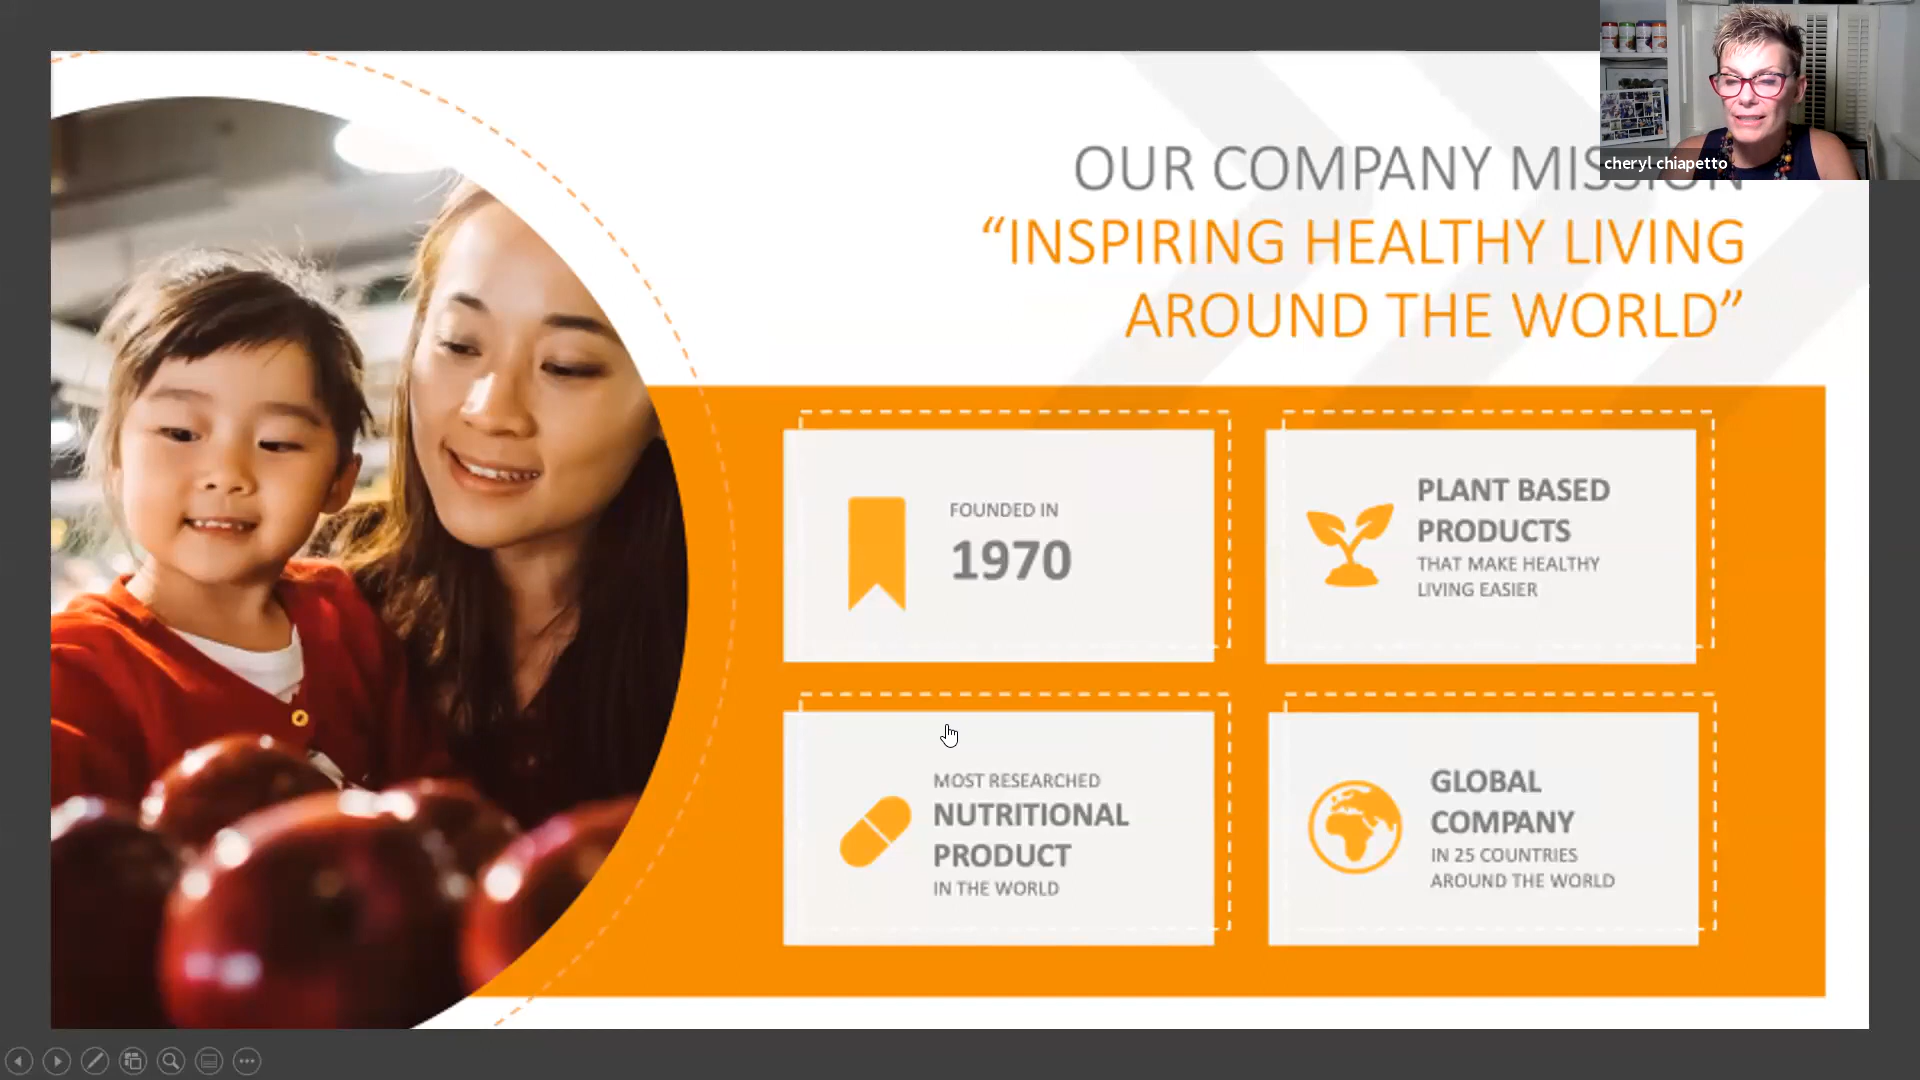 OUR COMPANY MISSION
“INSPIRING HEALTHY LIVING
AROUND THE WORLD”
cheryl chiapetto
FOUNDED IN
1970
PLANT BASED
PRODUCTS
THAT MAKE HEALTHY
LIVING EASIER
MOST RESEARCHED
NUTRITIONAL
PRODUCT
IN THE WORLD
GLOBAL
COMPANY
IN 25 COUNTRIES
AROUND THE WORLD